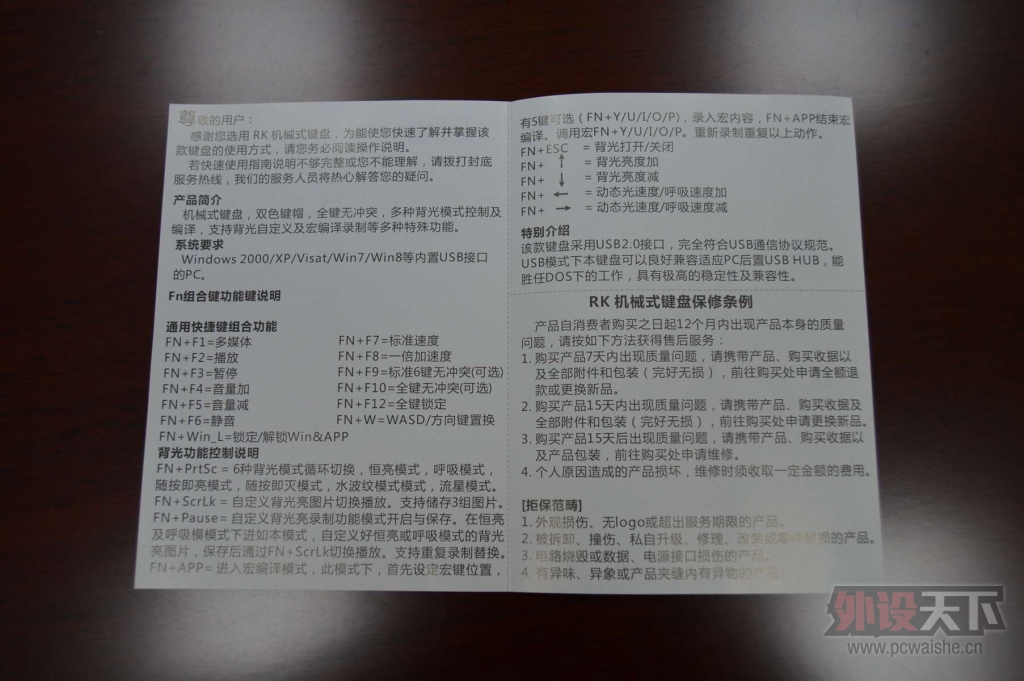 尊敬的用户：
感谢您选用 RK 机械式键盘，为能使您快速了解并掌握该
款键盘的使用方式，请您务必阅读操作说明。
若快速使用指南说明不够完整或您不能理解，请拨打封底
服务热线，我们的服务人员将热心解答您的疑问。
产品简介
机械式键盘，双色键帽，全键无冲突，多种背光模式控制及
编译，支持背光自定义及宏编译录制等多种特殊功能。
系统要求
Windows 2000/XP/Visat/Win7/Win8等内置USB接口
的PC。
Fn组合键功能键说明
通用快捷键组合功能
FN+F1=多媒体
FN+F2=播放
FN+F3=暂停
FN+F4=音量加
FN+F5=音量减
FN+F6=静音
FN+F7=标准速度
FN+F8=一倍加速度
FN+F9=标准6键无冲突(可选)
FN+F10=全键无冲突(可选)
FN+F12=全键锁定
FN+W=WASD/方向键置换
FN+Win_L=锁定/解锁Win&APP
背光功能控制说明
FN+PrtSc = 6种背光模式循环切换，恒亮模式，呼吸模式，
随按即亮模式，随按即灭模式，水波纹模式模式，流星模式。
FN+ScrLk = 自定义背光亮图片切换播放。支持储存3组图片。
FN+Pause = 自定义背光亮录制功能模式开启与保存。在恒亮
及呼吸模模式下进如本模式，自定义好恒亮或呼吸模式的背光
亮图片，保存后通过FN+ScrLk切换播放。支持重复录制替换。
FN+APP= 进入宏编译模式，此模式下，首先设定宏键位置，
有5键可选（FN+Y/U/I/O/P)，录入宏内容，FN+APP结束宏
编译。调用宏FN+Y/U/I/O/P。重新录制重复以上动作。
FN+ESC = 背光打开/关闭
FN+ ↑ = 背光亮度加
FN+ ↓ = 背光亮度减
FN+ ← = 动态光速度/呼吸速度加
FN+ → = 动态光速度/呼吸速度减
特别介绍
该款键盘采用USB2.0接口，完全符合USB通信协议规范。
USB模式下本键盘可以良好兼容适应PC后置USB HUB，能
胜任DOS下的工作，具有极高的稳定性及兼容性。
RK 机械式键盘保修条例
产品自消费者购买之日起12个月内出现产品本身的质量
问题，请按如下方法获得售后服务：
1. 购买产品7天内出现质量问题，请携带产品、购买收据以
及全部附件和包装（完好无损），前往购买处申请全额退
款或更换新品。
2. 购买产品15天内出现质量问题，请携带产品、购买收据及
全部附件和包装（完好无损），前往购买处申请更换新品。
3. 购买产品15天后出现质量问题，请携带产品、购买收据以
及产品包装，前往购买处申请维修。
4. 个人原因造成的产品损坏，维修时须收取一定金额的费用。
[拒保范畴]
1. 外观损伤、无logo或超出服务期限的产品。
2. 被拆卸、撞伤、私自升级、修理、改装或零件缺损的产品。
3. 电路烧毁或数据、电源接口损伤的产品。
4. 有异味、异象或产品夹缝内有异物的产品。
外设天下
www.pcwaishe.cn